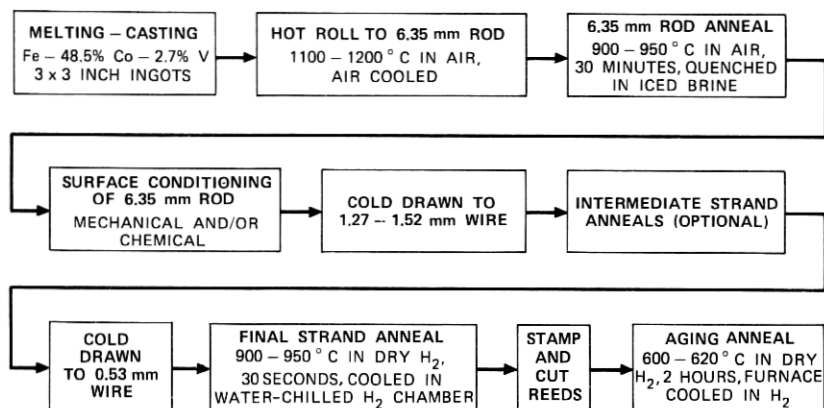 MELTING – CASTING
Fe – 48.5% Co – 2.7% V
3 x 3 INCH INGOTS
HOT ROLL TO 6.35 mm ROD
1100 – 1200°C IN AIR,
AIR COOLED
6.35 mm ROD ANNEAL
900 – 950°C IN AIR,
30 MINUTES, QUENCHED
IN ICED BRINE
SURFACE CONDITIONING
OF 6.35 mm ROD
MECHANICAL AND/OR
CHEMICAL
COLD DRAWN TO
1.27 – 1.52 mm WIRE
INTERMEDIATE STRAND
ANNEALS (OPTIONAL)
COLD
DRAWN
TO 0.53 mm
WIRE
FINAL STRAND ANNEAL
900 – 950°C IN DRY H₂,
30 SECONDS, COOLED IN
WATER-CHILLED H₂ CHAMBER
STAMP
AND
CUT
REEDS
AGING ANNEAL
600 – 620°C IN DRY
H₂, 2 HOURS, FURNACE
COOLED IN H₂